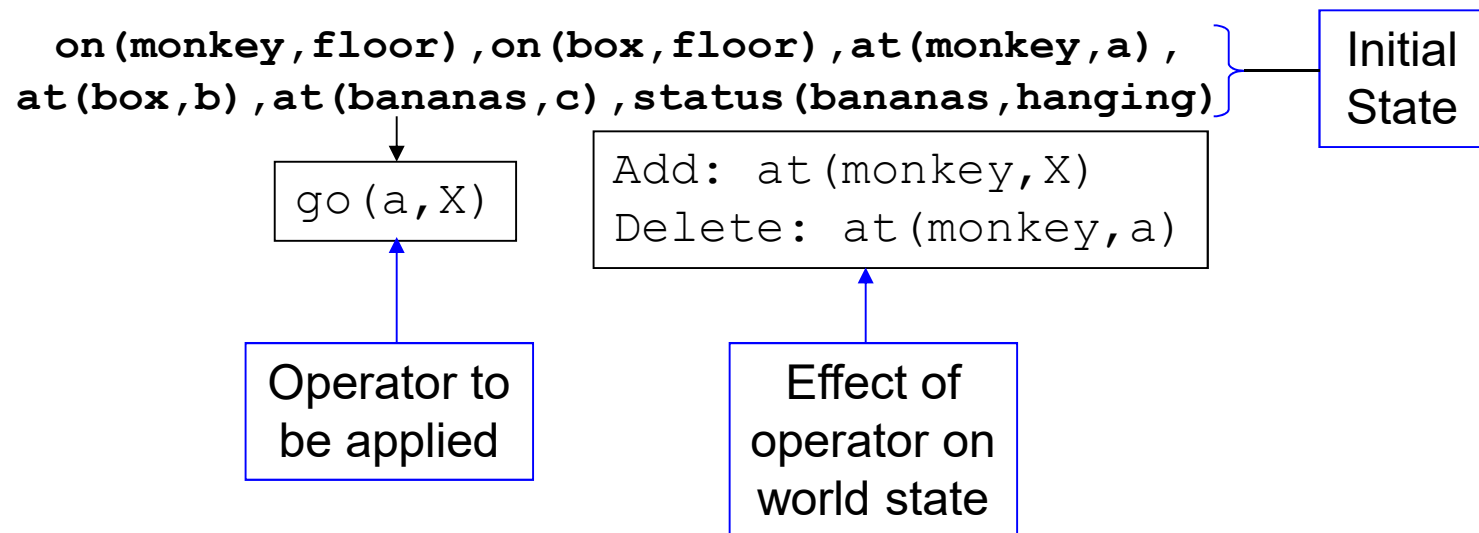 on(monkey,floor),on(box,floor),at(monkey,a),
at(box,b),at(bananas,c),status(bananas,hanging)
Initial
State
go(a,X)
Add: at(monkey,X)
Delete: at(monkey,a)
Operator to
be applied
Effect of
operator on
world state